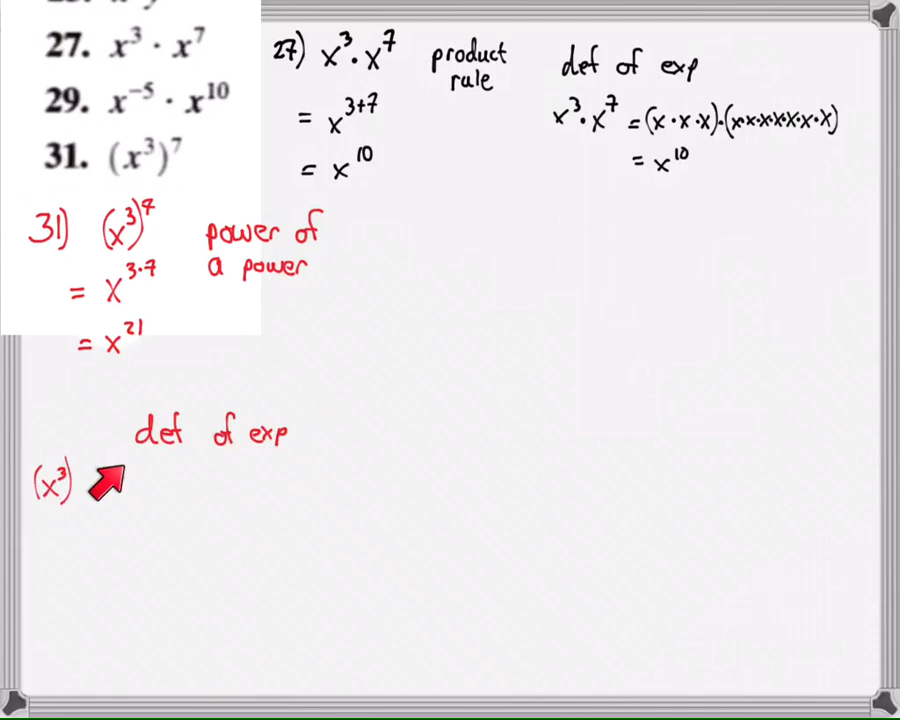 27. x³ · x⁷
29. x⁻⁵ · x¹⁰
31. (x³)⁷
27) x³ · x⁷ product rule
= x³⁺⁷
= x¹⁰
def of exp
x³ · x⁷ = (x · x · x) · (x · x · x · x · x · x · x)
= x¹⁰
31) (x³)⁷ power of
a power
= x³·⁷
= x²¹
def of exp
(x³)